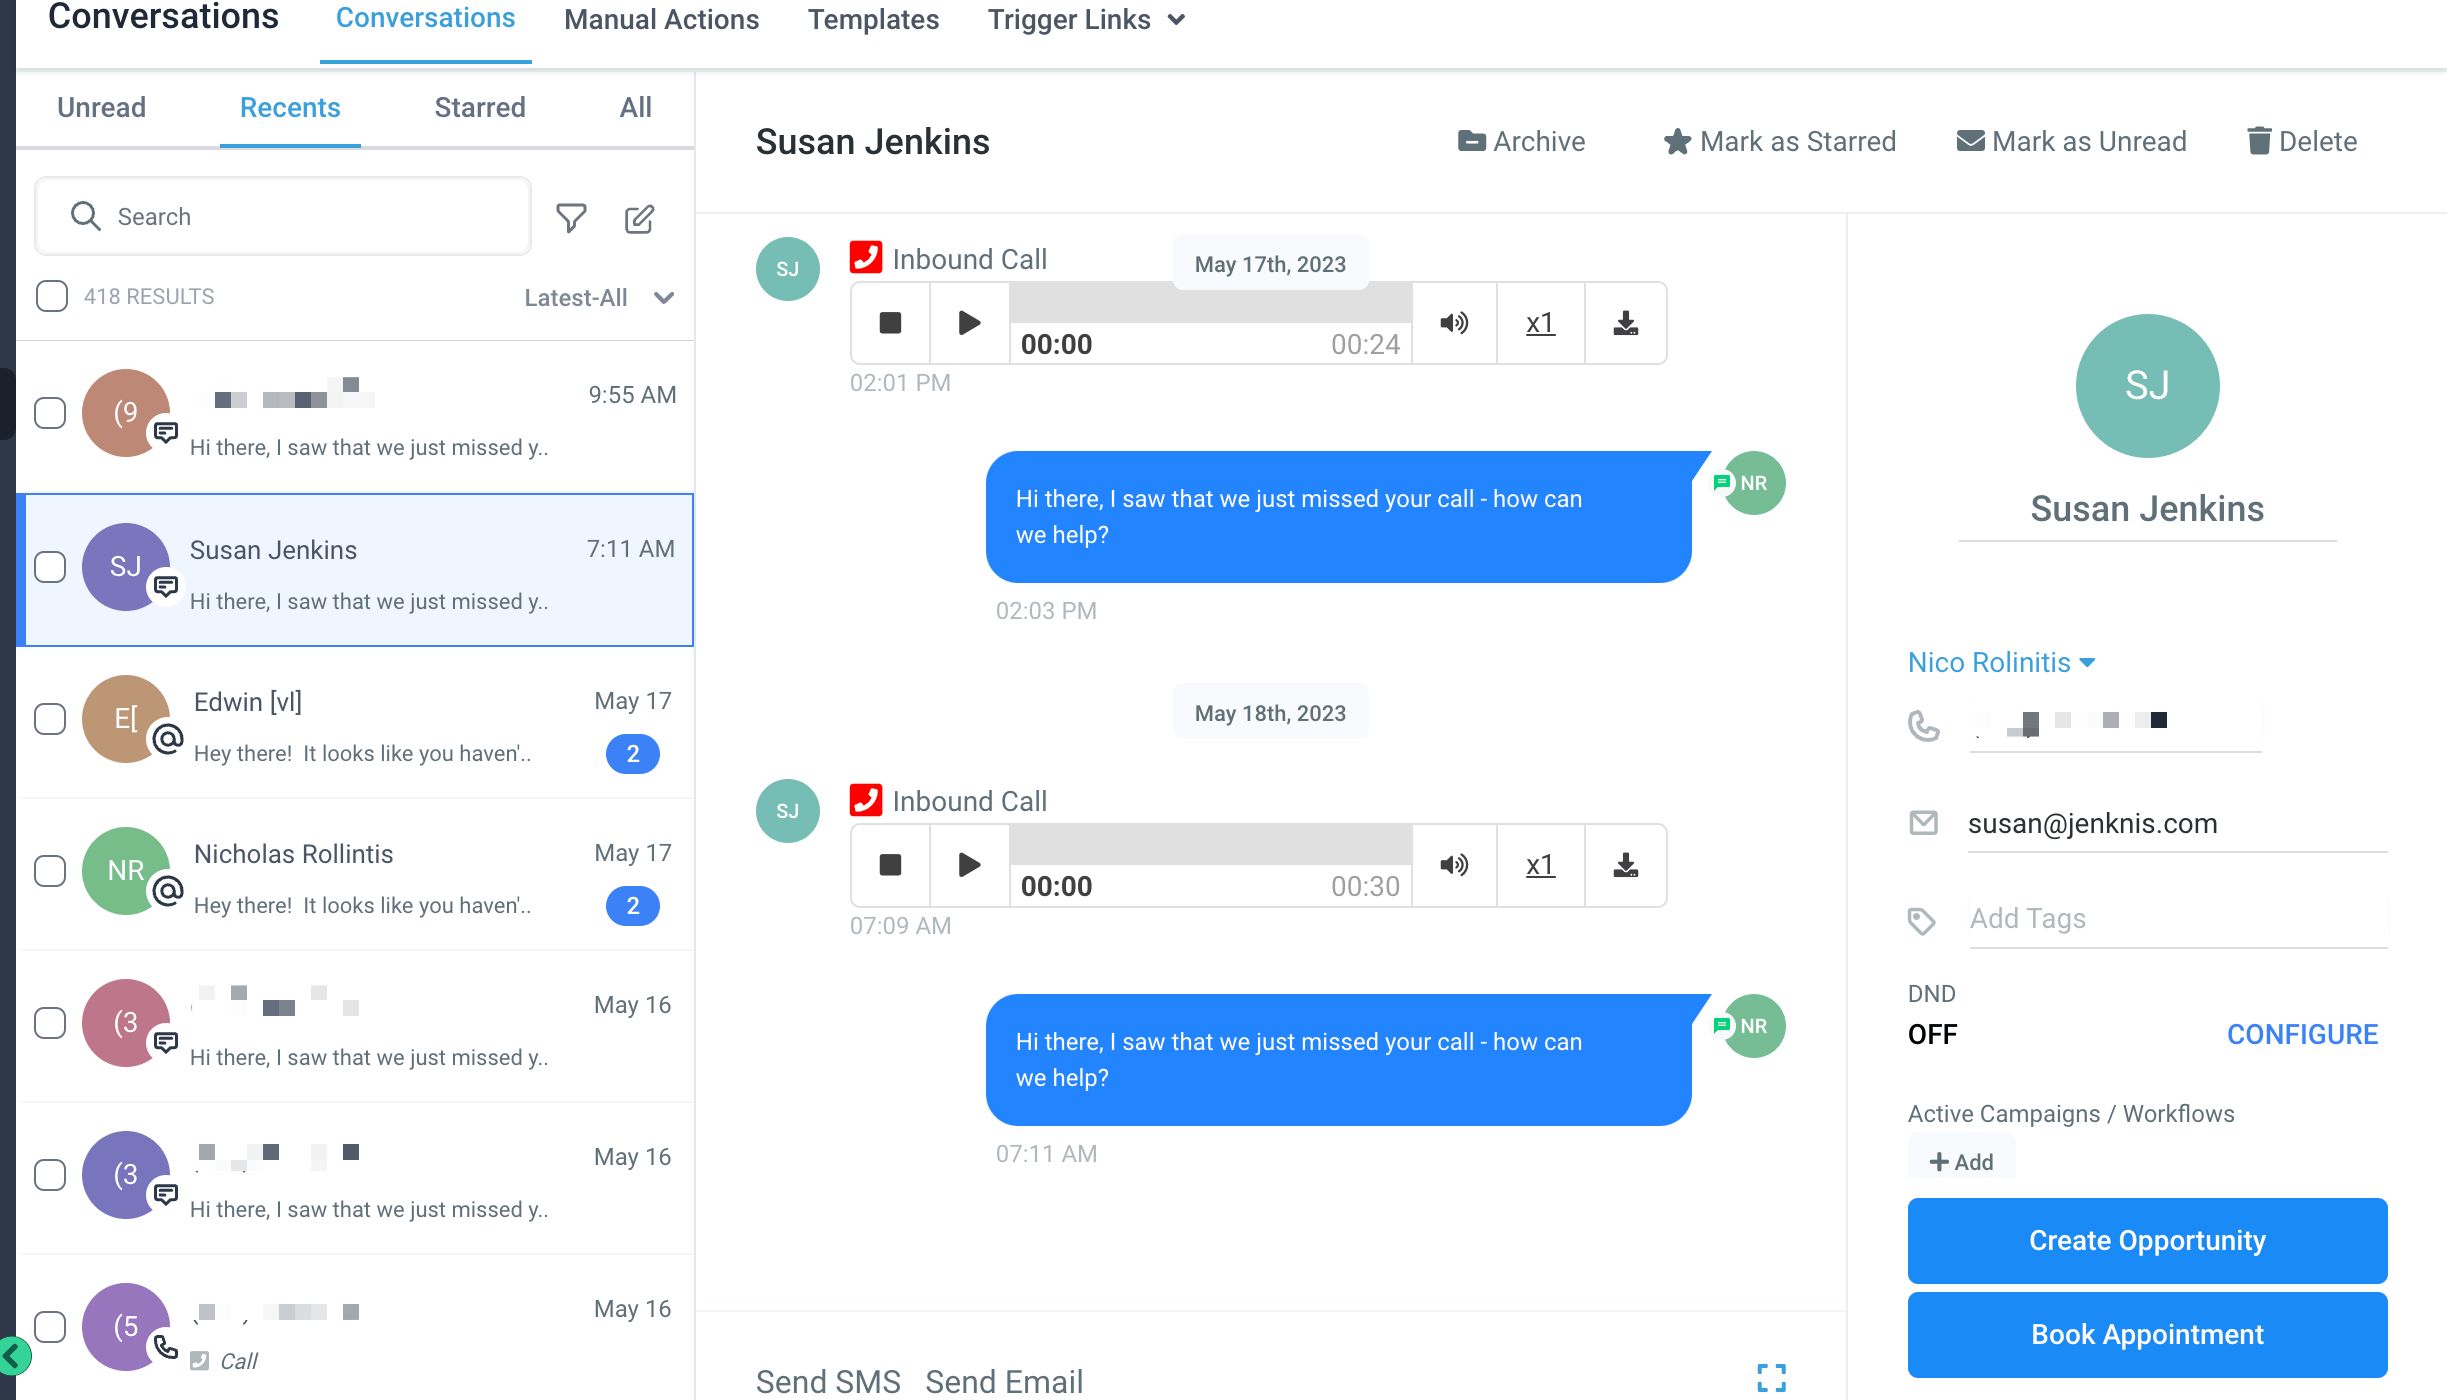 Conversations
Conversations Manual Actions Templates Trigger Links
Unread Recents Starred All
Search
418 RESULTS Latest-All
(9
9:55 AM
Hi there, I saw that we just missed y..
SJ
Susan Jenkins 7:11 AM
Hi there, I saw that we just missed y..
E[
Edwin [vl] May 17
Hey there! It looks like you haven'.. 2
NR
Nicholas Rollintis May 17
Hey there! It looks like you haven'.. 2
(3
May 16
Hi there, I saw that we just missed y..
(3
May 16
Hi there, I saw that we just missed y..
(5
May 16
Call
Susan Jenkins Archive Mark as Starred Mark as Unread Delete
SJ Inbound Call
May 17th, 2023
00:00 00:24 x1
02:01 PM
Hi there, I saw that we just missed your call - how can
we help?
NR
02:03 PM
May 18th, 2023
SJ Inbound Call
00:00 00:30 x1
07:09 AM
Hi there, I saw that we just missed your call - how can
we help?
NR
07:11 AM
Send SMS Send Email
SJ
Susan Jenkins
Nico Rolinitis
susan@jenknis.com
Add Tags
DND
OFF CONFIGURE
Active Campaigns / Workflows
+ Add
Create Opportunity
Book Appointment